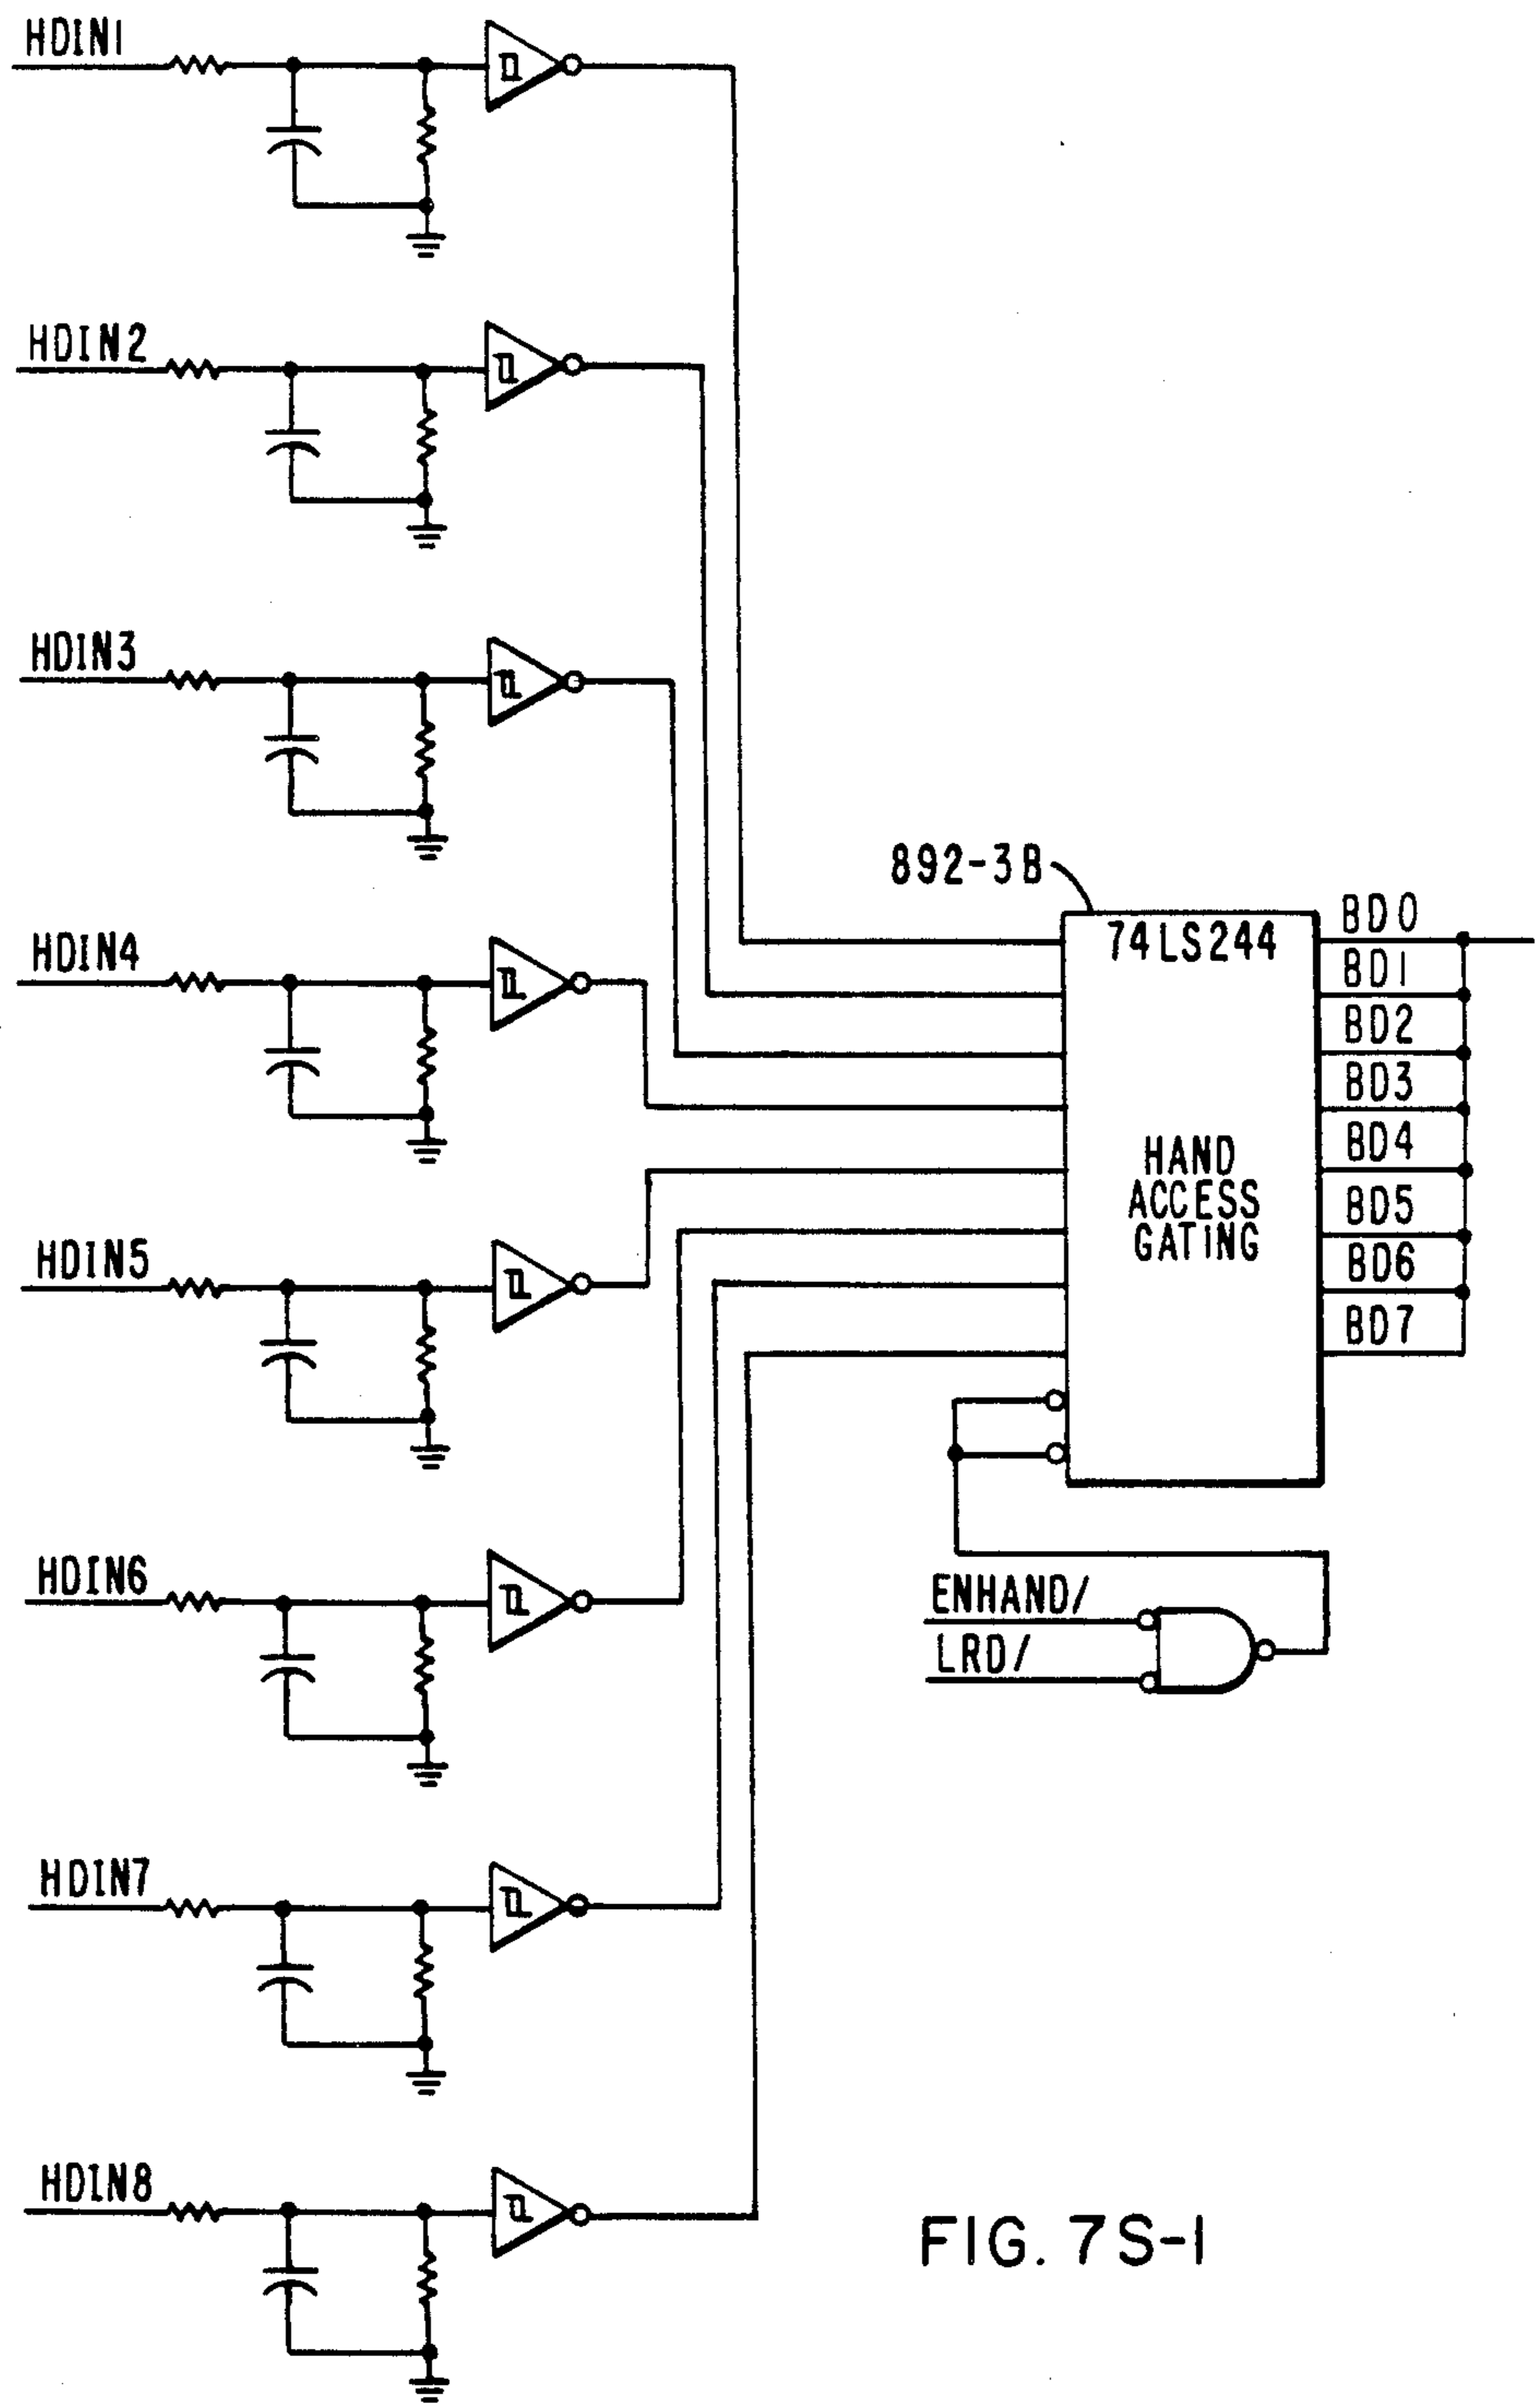 HDIN1
HDIN2
HDIN3
HDIN4
HDIN5
HDIN6
HDIN7
HDIN8
892-3B
74LS244
HAND
ACCESS
GATING
BD0
BD1
BD2
BD3
BD4
BD5
BD6
BD7
ENHAND/
LRD/
FIG. 7S-1